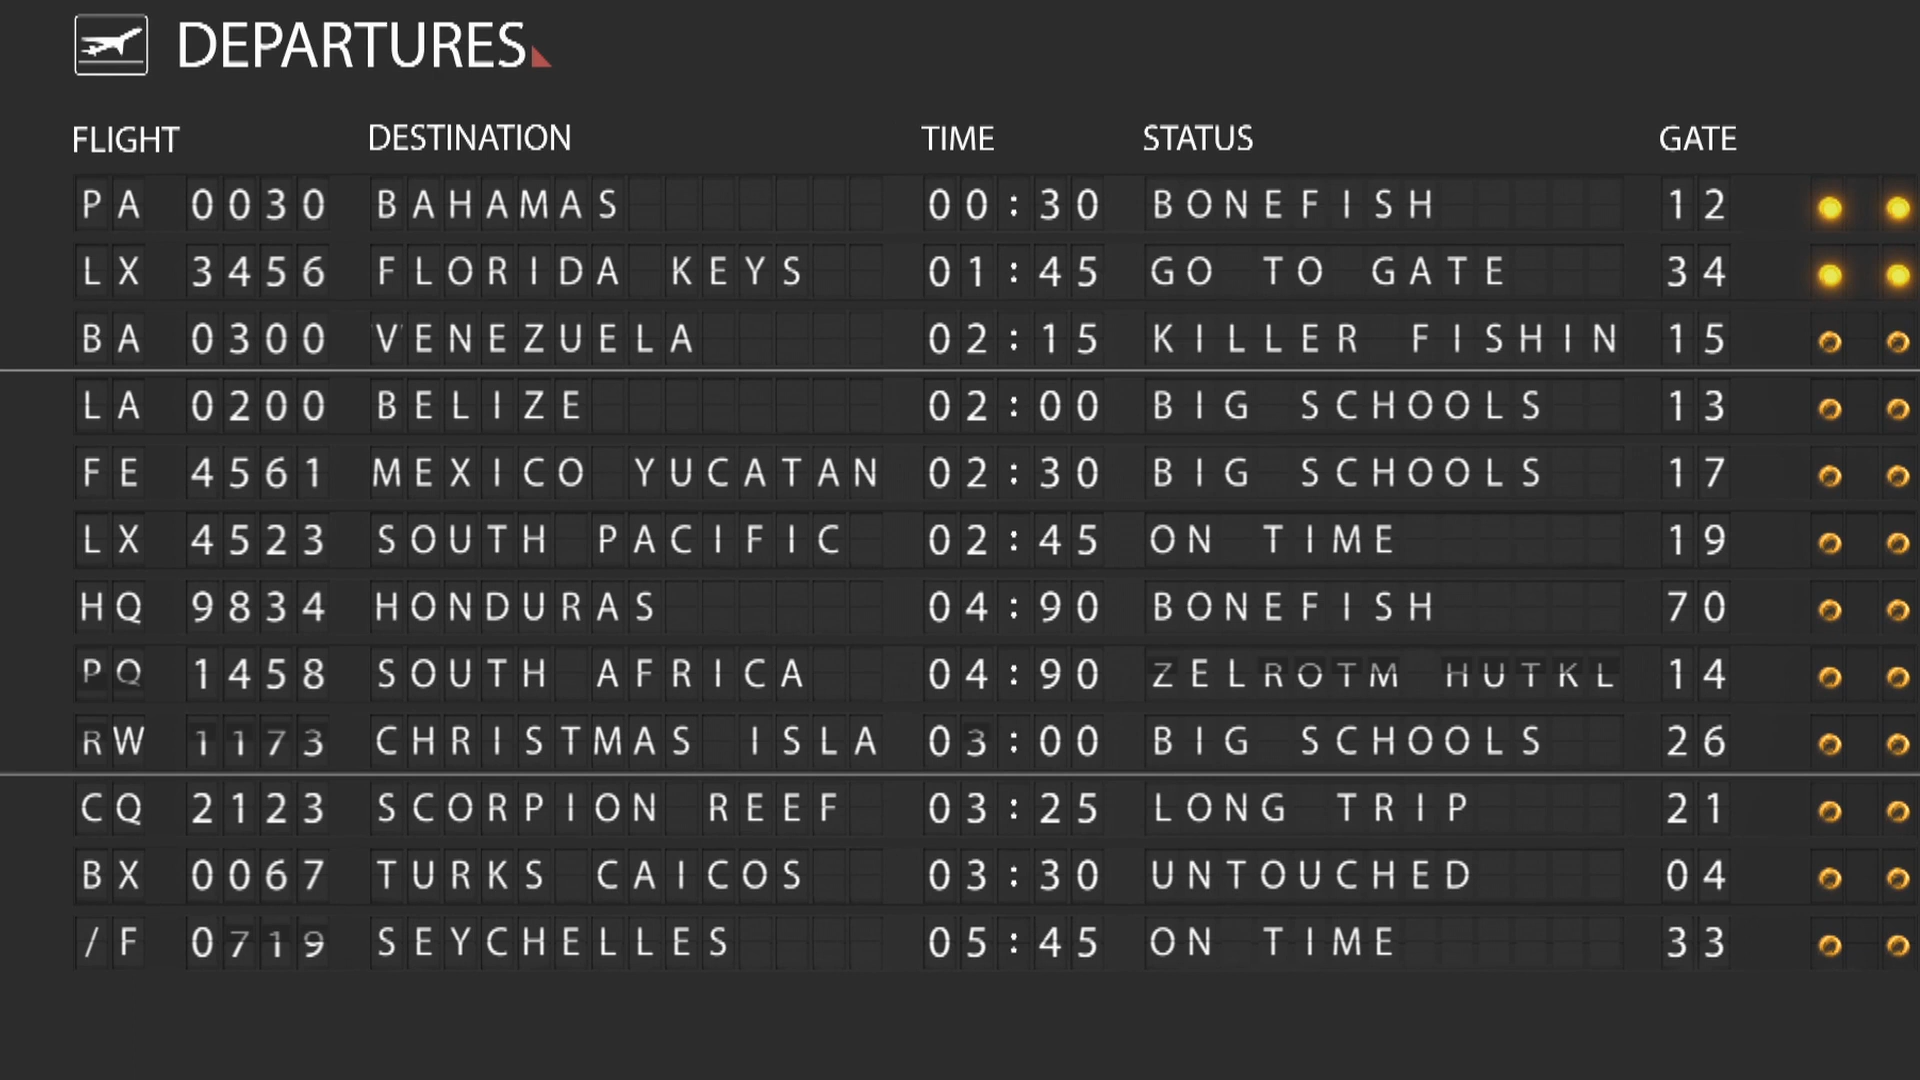 DEPARTURES
FLIGHT DESTINATION TIME STATUS GATE
PA 0030 BAHAMAS 00:30 BONEFISH 12
LX 3456 FLORIDA KEYS 01:45 GO TO GATE 34
BA 0300 VENEZUELA 02:15 KILLER FISHIN 15
LA 0200 BELIZE 02:00 BIG SCHOOLS 13
FE 4561 MEXICO YUCATAN 02:30 BIG SCHOOLS 17
LX 4523 SOUTH PACIFIC 02:45 ON TIME 19
HQ 9834 HONDURAS 04:90 BONEFISH 70
PQ 1458 SOUTH AFRICA 04:90 ZELROTM HUTKL 14
RW 1173 CHRISTMAS ISLA 03:00 BIG SCHOOLS 26
CQ 2123 SCORPION REEF 03:25 LONG TRIP 21
BX 0067 TURKS CAICOS 03:30 UNTOUCHED 04
/F 0719 SEYCHELLES 05:45 ON TIME 33